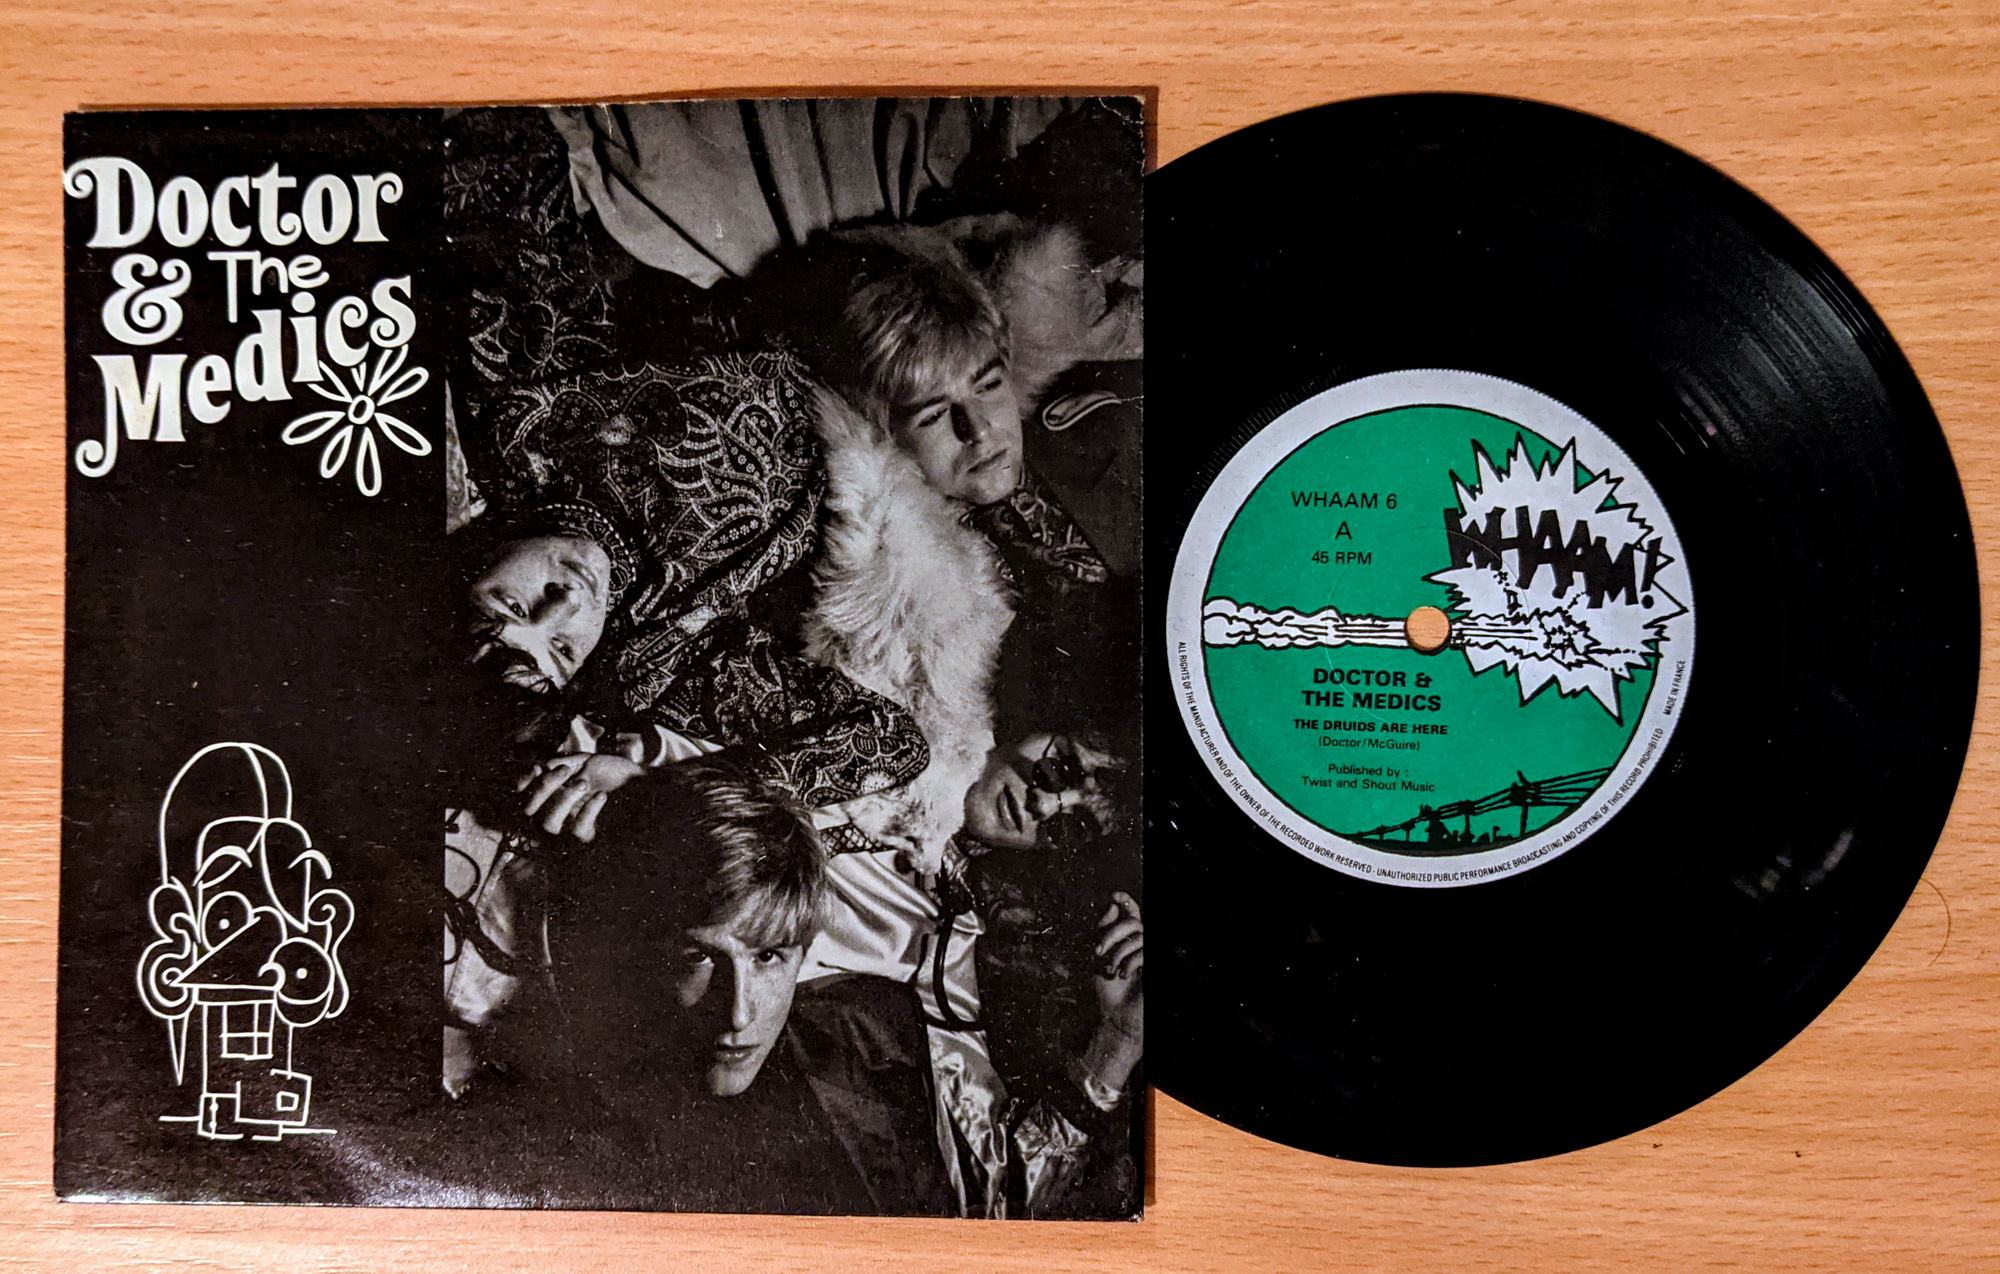 Doctor
& The
Medics
WHAAM 6
A
45 RPM
WHAAM!
DOCTOR &
THE MEDICS
THE DRUIDS ARE HERE
(Doctor/McGuire)
Published by :
Twist and Shout Music
ALL RIGHTS OF THE MANUFACTURER AND OF THE OWNER OF THE RECORDED WORK RESERVED - UNAUTHORIZED PUBLIC PERFORMANCE BROADCASTING AND COPYING OF THIS RECORD PROHIBITED
MADE IN FRANCE